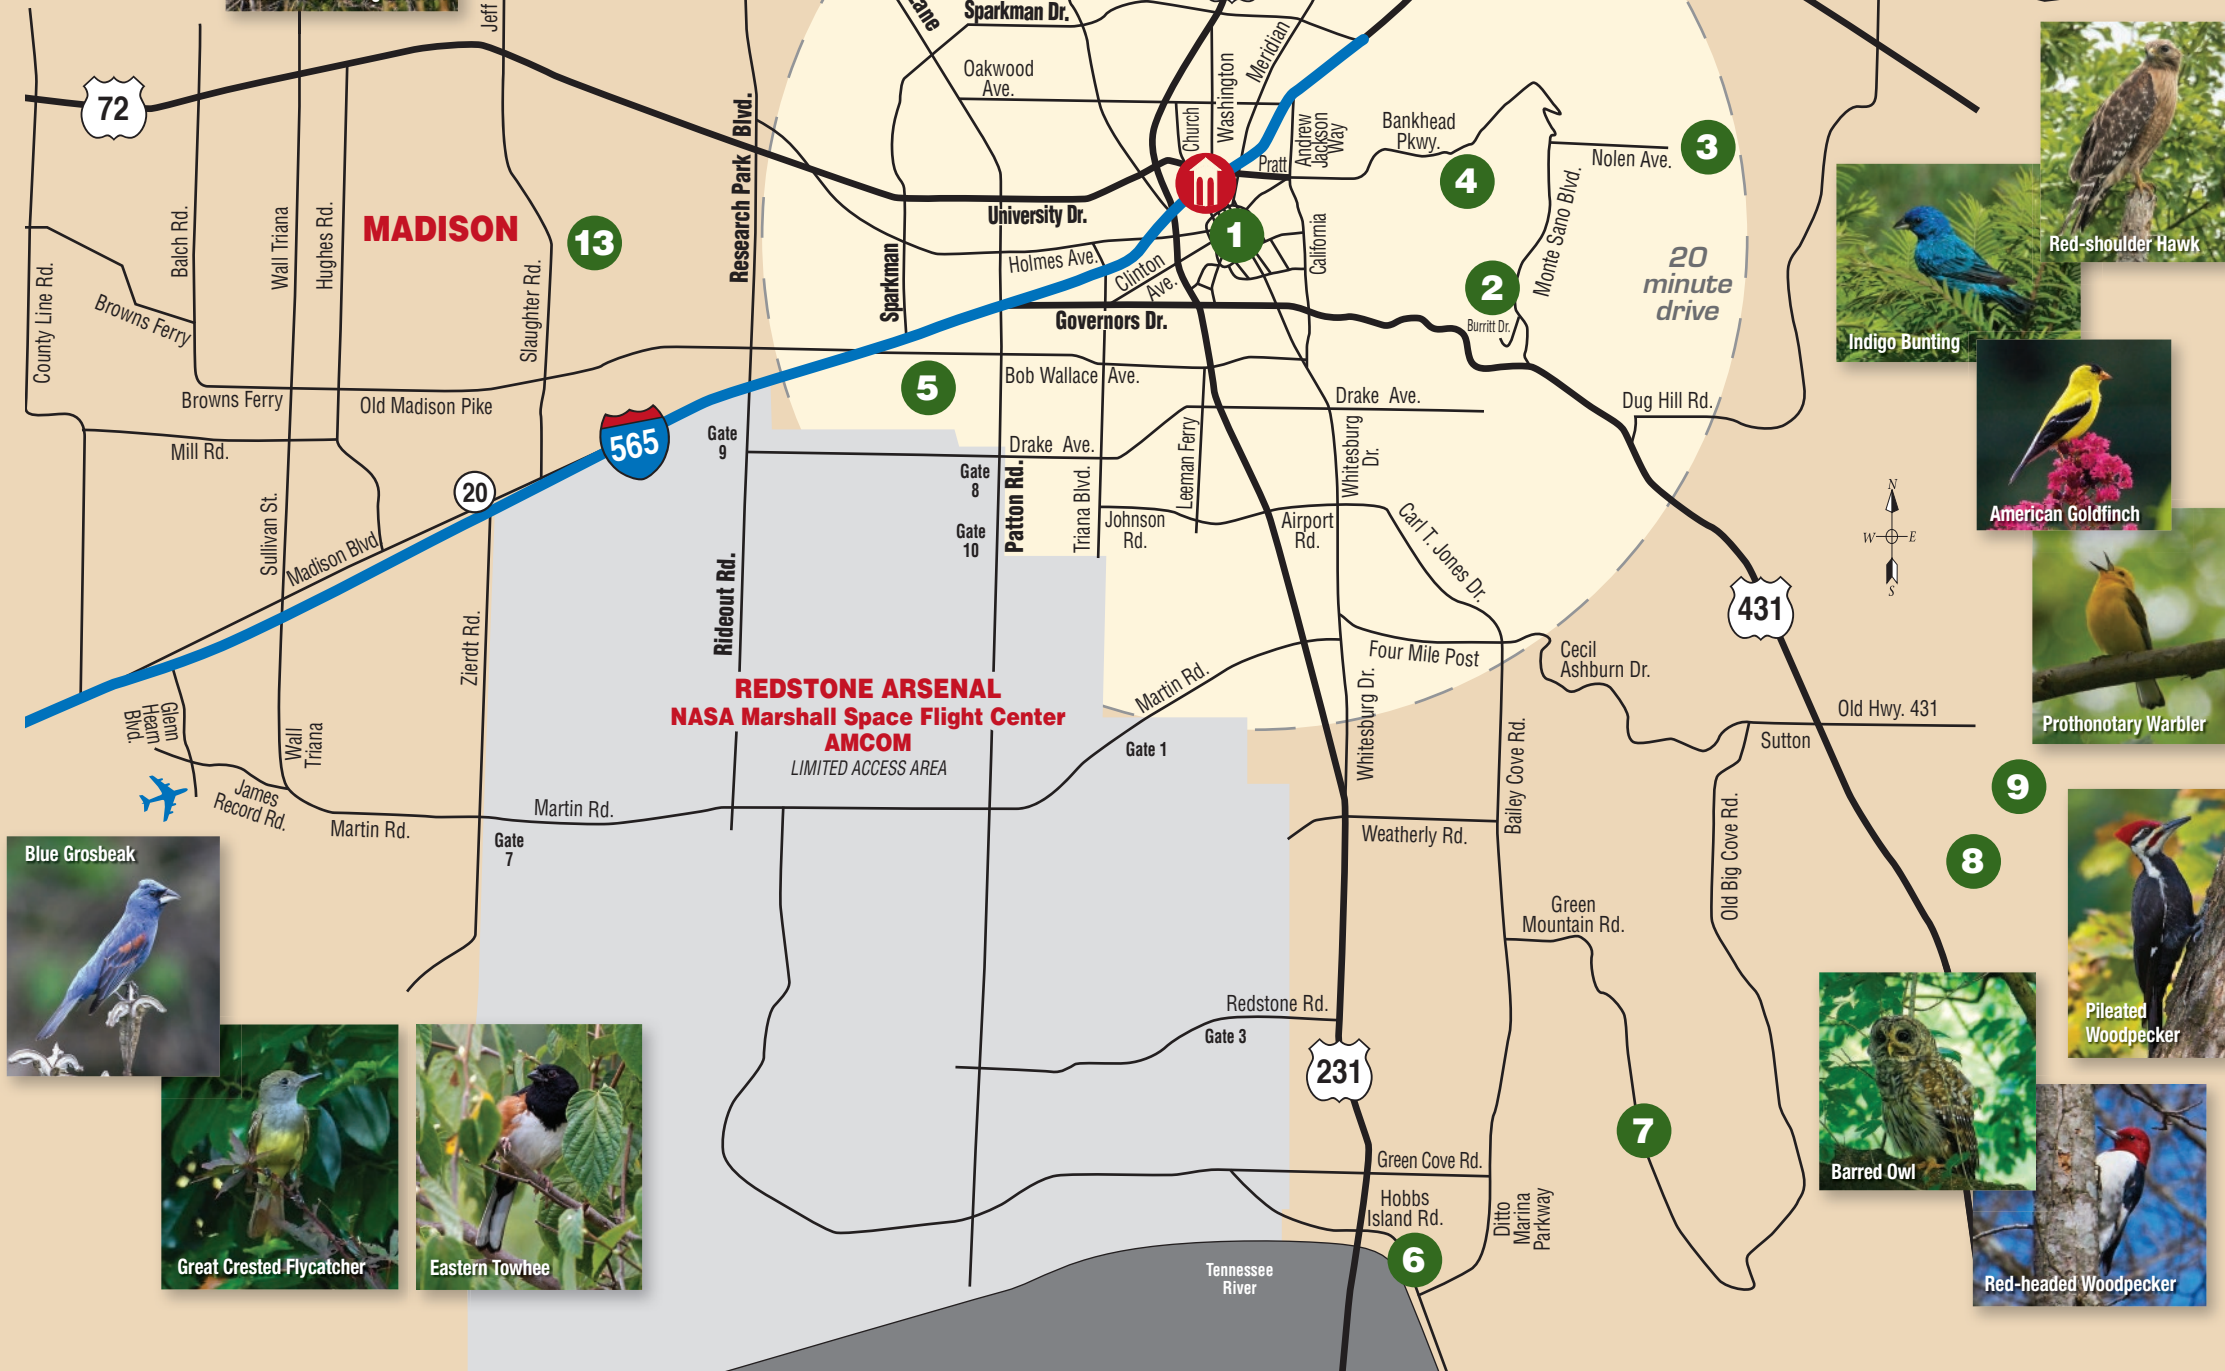 Jeff
Lane
Sparkman Dr.
Oakwood
Ave.
Washington
Meridian
Church
Andrew
Jackson
Way
Bankhead
Pkwy.
Nolen Ave.
3
4
Pratt
72
Research Park Blvd.
Balch Rd.
Wall Triana
Hughes Rd.
MADISON
13
University Dr.
1
California
Monte Sano Blvd.
20
minute
drive
Red-shoulder Hawk
Indigo Bunting
County Line Rd.
Browns Ferry
Slaughter Rd.
Sparkman
Holmes Ave.
Clinton
Ave.
2
Burritt Dr.
Governors Dr.
5
Bob Wallace Ave.
Browns Ferry
Old Madison Pike
Drake Ave.
Dug Hill Rd.
American Goldfinch
Mill Rd.
565
Gate
9
Drake Ave.
Gate
8
Patton Rd.
Triana Blvd.
Leeman Ferry
Whitesburg
Dr.
20
N
W
E
S
Gate
10
Johnson
Rd.
Airport
Rd.
Carl T. Jones Dr.
Sullivan St.
Madison Blvd.
Rideout Rd.
Zierdt Rd.
431
Four Mile Post
Cecil
Ashburn Dr.
Martin Rd.
Prothonotary Warbler
REDSTONE ARSENAL
NASA Marshall Space Flight Center
AMCOM
LIMITED ACCESS AREA
Gate 1
Whitesburg Dr.
Bailey Cove Rd.
Old Hwy. 431
Sutton
Glenn
Hearn
Blvd.
Wall
Triana
James
Record Rd.
Martin Rd.
Martin Rd.
Gate
7
Weatherly Rd.
Old Big Cove Rd.
9
8
Blue Grosbeak
Green
Mountain Rd.
Pileated
Woodpecker
Redstone Rd.
Gate 3
231
7
Green Cove Rd.
Barred Owl
Hobbs
Island Rd.
Ditto
Marina
Parkway
6
Great Crested Flycatcher
Eastern Towhee
Tennessee
River
Red-headed Woodpecker